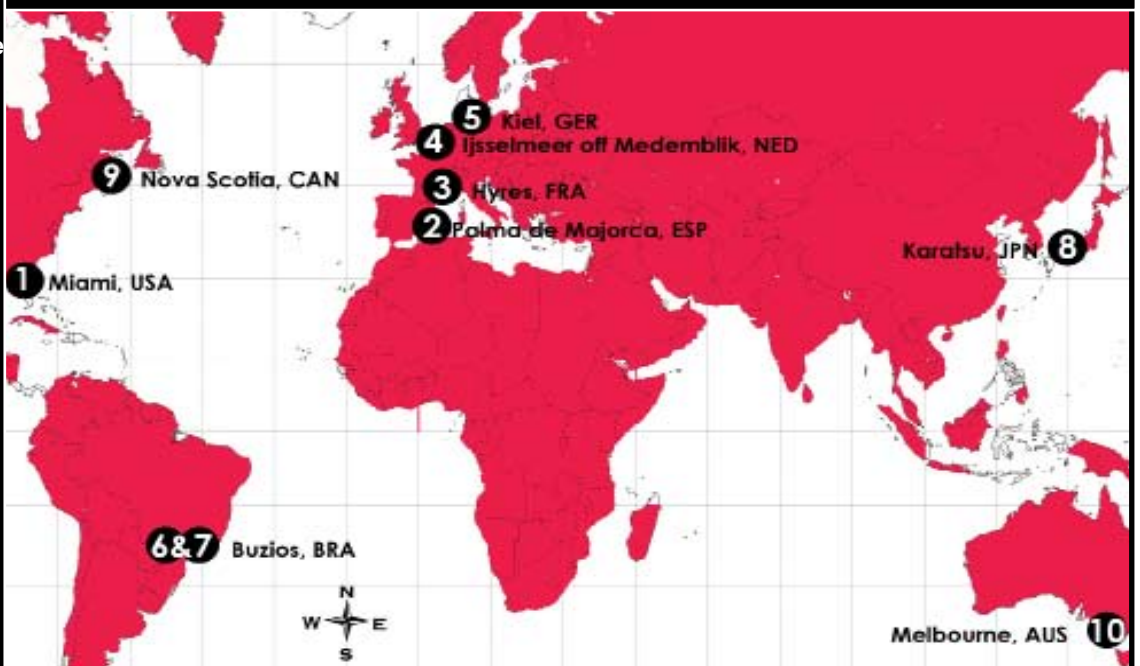 e
5 Kiel, GER
4 Ijsselmeer off Medemblik, NED
9 Nova Scotia, CAN
3 Hyres, FRA
2 Palma de Majorca, ESP
Karatsu, JPN 8
1 Miami, USA
6&7 Buzios, BRA
N
W E
S
Melbourne, AUS 10